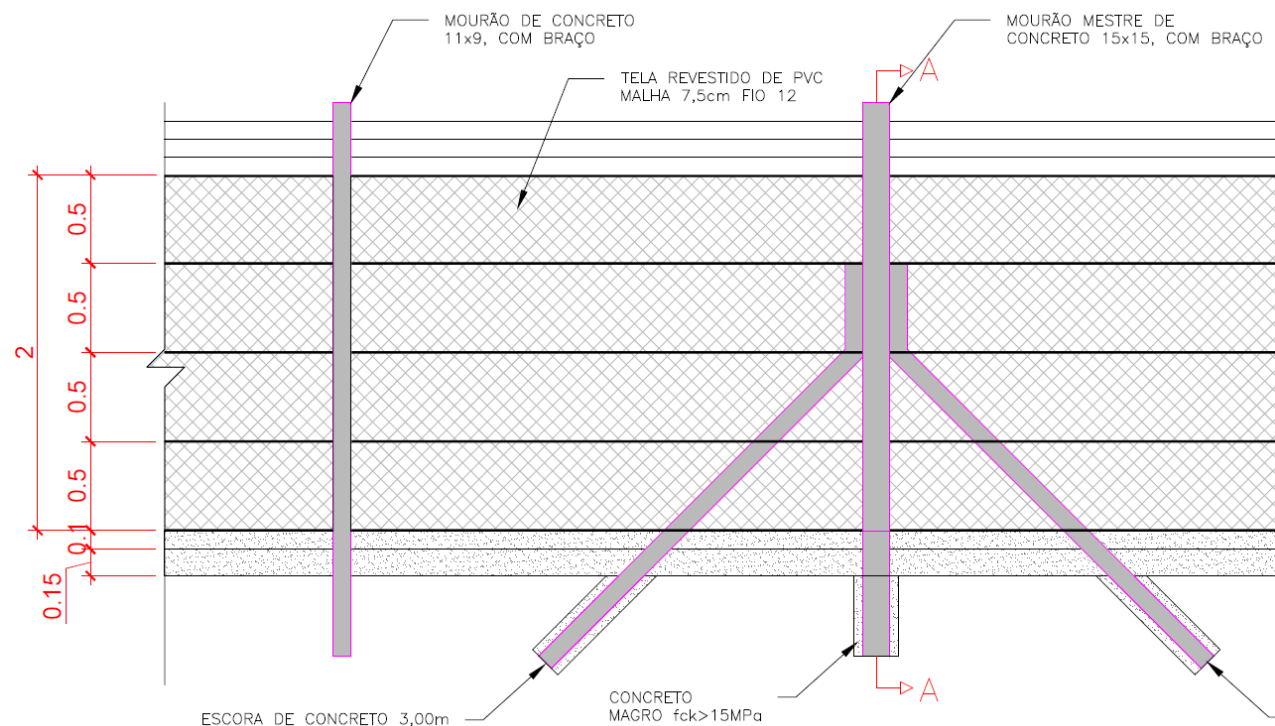 MOURÃO DE CONCRETO
11x9, COM BRAÇO
MOURÃO MESTRE DE
CONCRETO 15x15, COM BRAÇO
A
TELA REVESTIDO DE PVC
MALHA 7,5cm FIO 12
2
0.5
0.5
0.5
0.5
0.1
0.15
A
CONCRETO
MAGRO fck>15MPa
ESCORA DE CONCRETO 3,00m